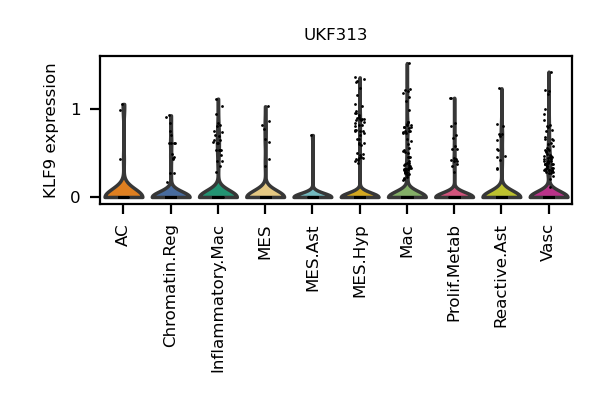 UKF313
KLF9 expression
1
0
AC
Chromatin.Reg
Inflammatory.Mac
MES
MES.Ast
MES.Hyp
Mac
Prolif.Metab
Reactive.Ast
Vasc